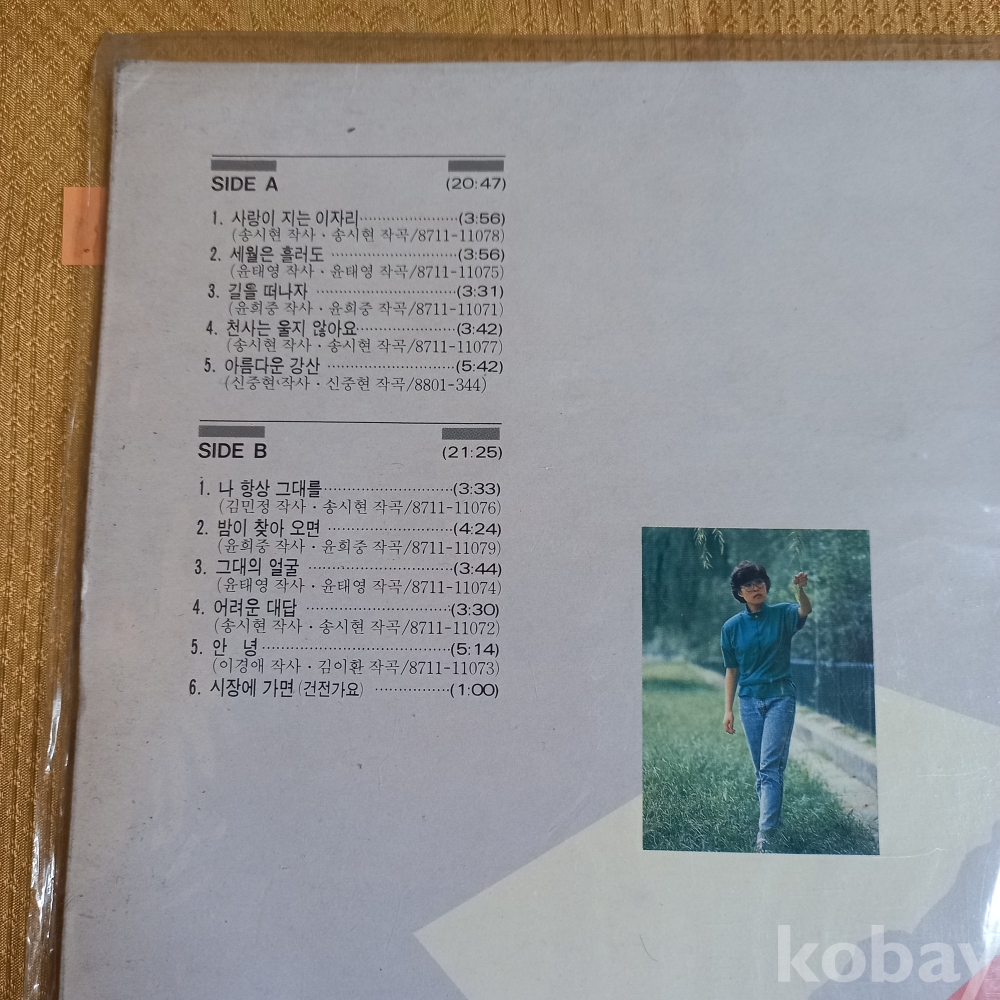 SIDE A (20:47)
1. 사랑이 지는 이자리·······················(3:56)
(송시현 작사·송시현 작곡/8711-11078)
2. 세월은 흘러도 ·······················(3:56)
(윤태영 작사·윤태영 작곡/8711-11075)
3. 길을 떠나자 ·························(3:31)
(윤희중 작사·윤희중 작곡/8711-11071)
4. 천사는 울지 않아요··················(3:42)
(송시현 작사·송시현 작곡/8711-11077)
5. 아름다운 강산 ·······················(5:42)
(신중현 작사·신중현 작곡/8801-344)
SIDE B (21:25)
1. 나 항상 그대를·······················(3:33)
(김민정 작사·송시현 작곡/8711-11076)
2. 밤이 찾아 오면 ······················(4:24)
(윤희중 작사·윤희중 작곡/8711-11079)
3. 그대의 얼굴 ·························(3:44)
(윤태영 작사·윤태영 작곡/8711-11074)
4. 어려운 대답 ·························(3:30)
(송시현 작사·송시현 작곡/8711-11072)
5. 안 녕·································(5:14)
(이경애 작사·김이환 작곡/8711-11073)
6. 시장에 가면(건전가요) ···············(1:00)
kobay